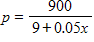 p = 900 / (9 + 0.05x)